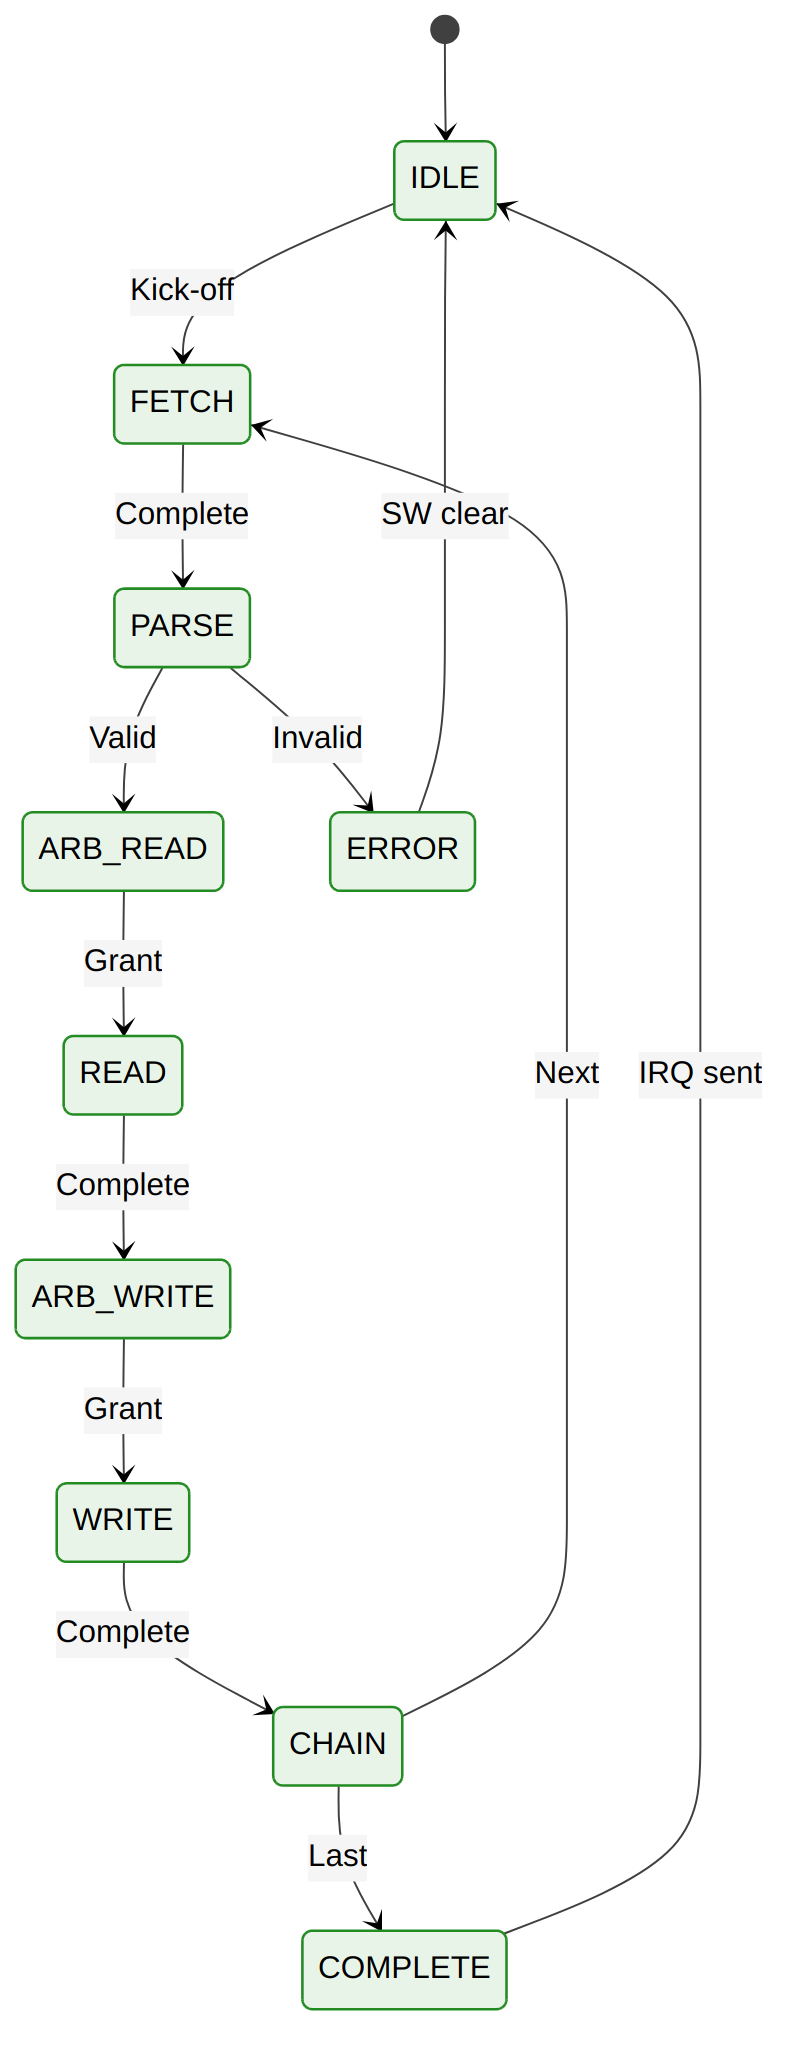 IDLE
Kick-off
FETCH
Complete
SW clear
PARSE
Valid
Invalid
ARB_READ
ERROR
Grant
READ
Next
IRQ sent
Complete
ARB_WRITE
Grant
WRITE
Complete
CHAIN
Last
COMPLETE